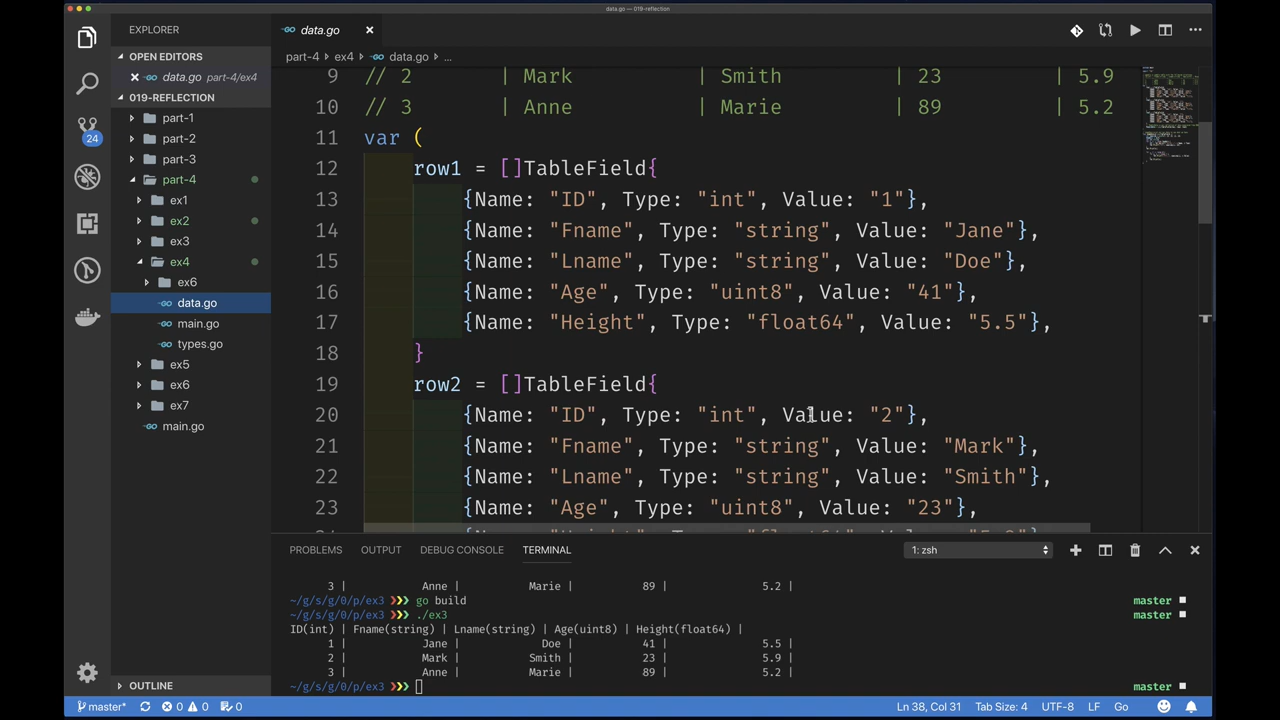 data.go — 019-reflection
EXPLORER
OPEN EDITORS
data.go part-4/ex4
019-REFLECTION
part-1
part-2
part-3
part-4
ex1
ex2
ex3
ex4
ex6
data.go
main.go
types.go
ex5
ex6
ex7
main.go
OUTLINE
24
data.go
part-4 › ex4 › data.go › ...
9 // 2 | Mark | Smith | 23 | 5.9
10 // 3 | Anne | Marie | 89 | 5.2
11 var (
12 row1 = []TableField{
13 {Name: "ID", Type: "int", Value: "1"},
14 {Name: "Fname", Type: "string", Value: "Jane"},
15 {Name: "Lname", Type: "string", Value: "Doe"},
16 {Name: "Age", Type: "uint8", Value: "41"},
17 {Name: "Height", Type: "float64", Value: "5.5"},
18 }
19 row2 = []TableField{
20 {Name: "ID", Type: "int", Value: "2"},
21 {Name: "Fname", Type: "string", Value: "Mark"},
22 {Name: "Lname", Type: "string", Value: "Smith"},
23 {Name: "Age", Type: "uint8", Value: "23"},
PROBLEMS OUTPUT DEBUG CONSOLE TERMINAL 1: zsh
3 | Anne | Marie | 89 | 5.2 |
~/g/s/g/0/p/ex3 ❯❯❯ go build master
~/g/s/g/0/p/ex3 ❯❯❯ ./ex3 master
ID(int) | Fname(string) | Lname(string) | Age(uint8) | Height(float64) |
1 | Jane | Doe | 41 | 5.5 |
2 | Mark | Smith | 23 | 5.9 |
3 | Anne | Marie | 89 | 5.2 |
~/g/s/g/0/p/ex3 ❯❯❯ master
master* 0 0 0 Ln 38, Col 31 Tab Size: 4 UTF-8 LF Go